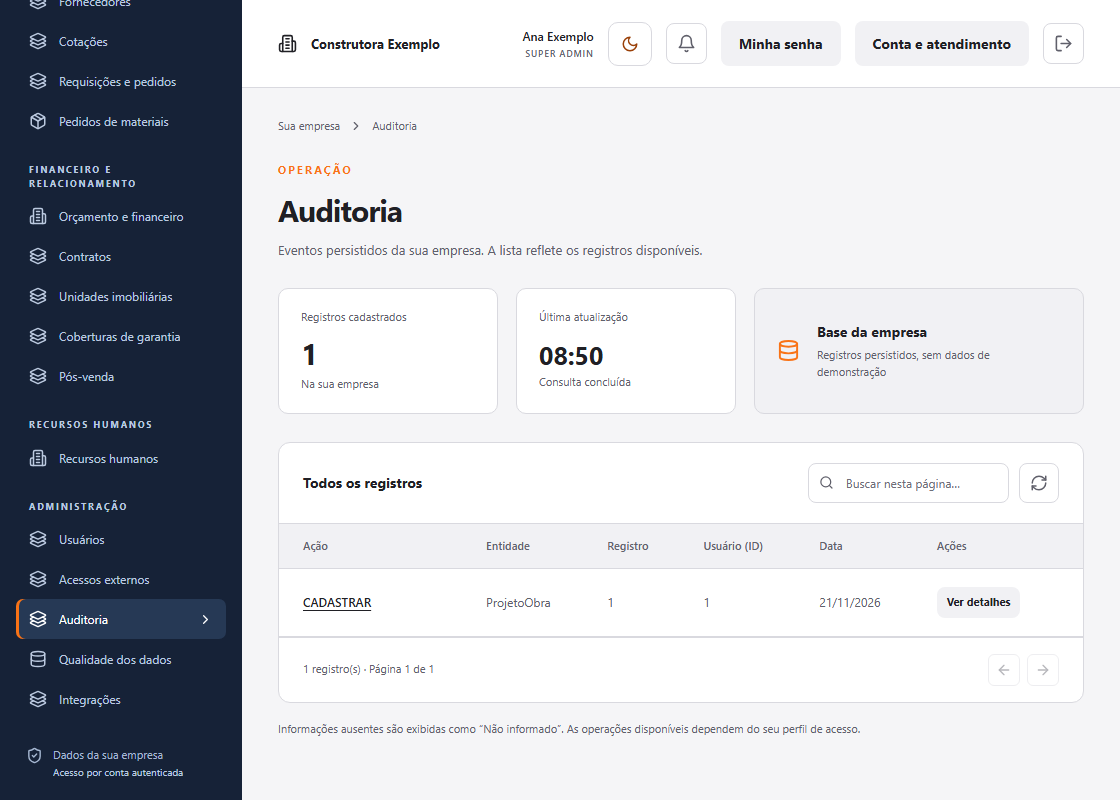 Fornecedores
Cotações
Requisições e pedidos
Pedidos de materiais
FINANCEIRO E
RELACIONAMENTO
Orçamento e financeiro
Contratos
Unidades imobiliárias
Coberturas de garantia
Pós-venda
RECURSOS HUMANOS
Recursos humanos
ADMINISTRAÇÃO
Usuários
Acessos externos
Auditoria
Qualidade dos dados
Integrações
Dados da sua empresa
Acesso por conta autenticada
Construtora Exemplo
Ana Exemplo
SUPER ADMIN
Minha senha
Conta e atendimento
Sua empresa > Auditoria
OPERAÇÃO
Auditoria
Eventos persistidos da sua empresa. A lista reflete os registros disponíveis.
Registros cadastrados
1
Na sua empresa
Última atualização
08:50
Consulta concluída
Base da empresa
Registros persistidos, sem dados de
demonstração
Todos os registros
Buscar nesta página...
Ação Entidade Registro Usuário (ID) Data Ações
CADASTRAR ProjetoObra 1 1 21/11/2026 Ver detalhes
1 registro(s) · Página 1 de 1
Informações ausentes são exibidas como “Não informado”. As operações disponíveis dependem do seu perfil de acesso.